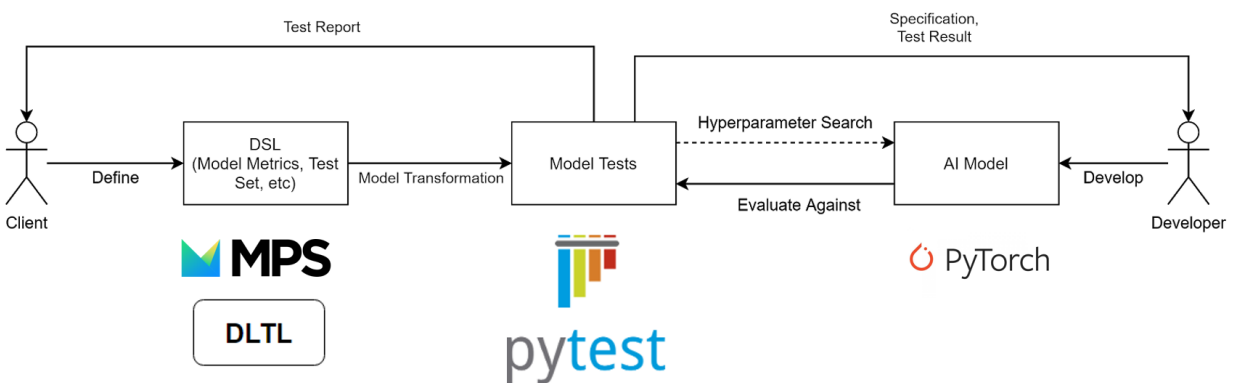 Test Report
Specification,
Test Result
DSL
(Model Metrics, Test
Set, etc)
Model Tests
Hyperparameter Search
AI Model
Define
Model Transformation
Evaluate Against
Develop
Client
Developer
MPS
DLTL
pytest
PyTorch